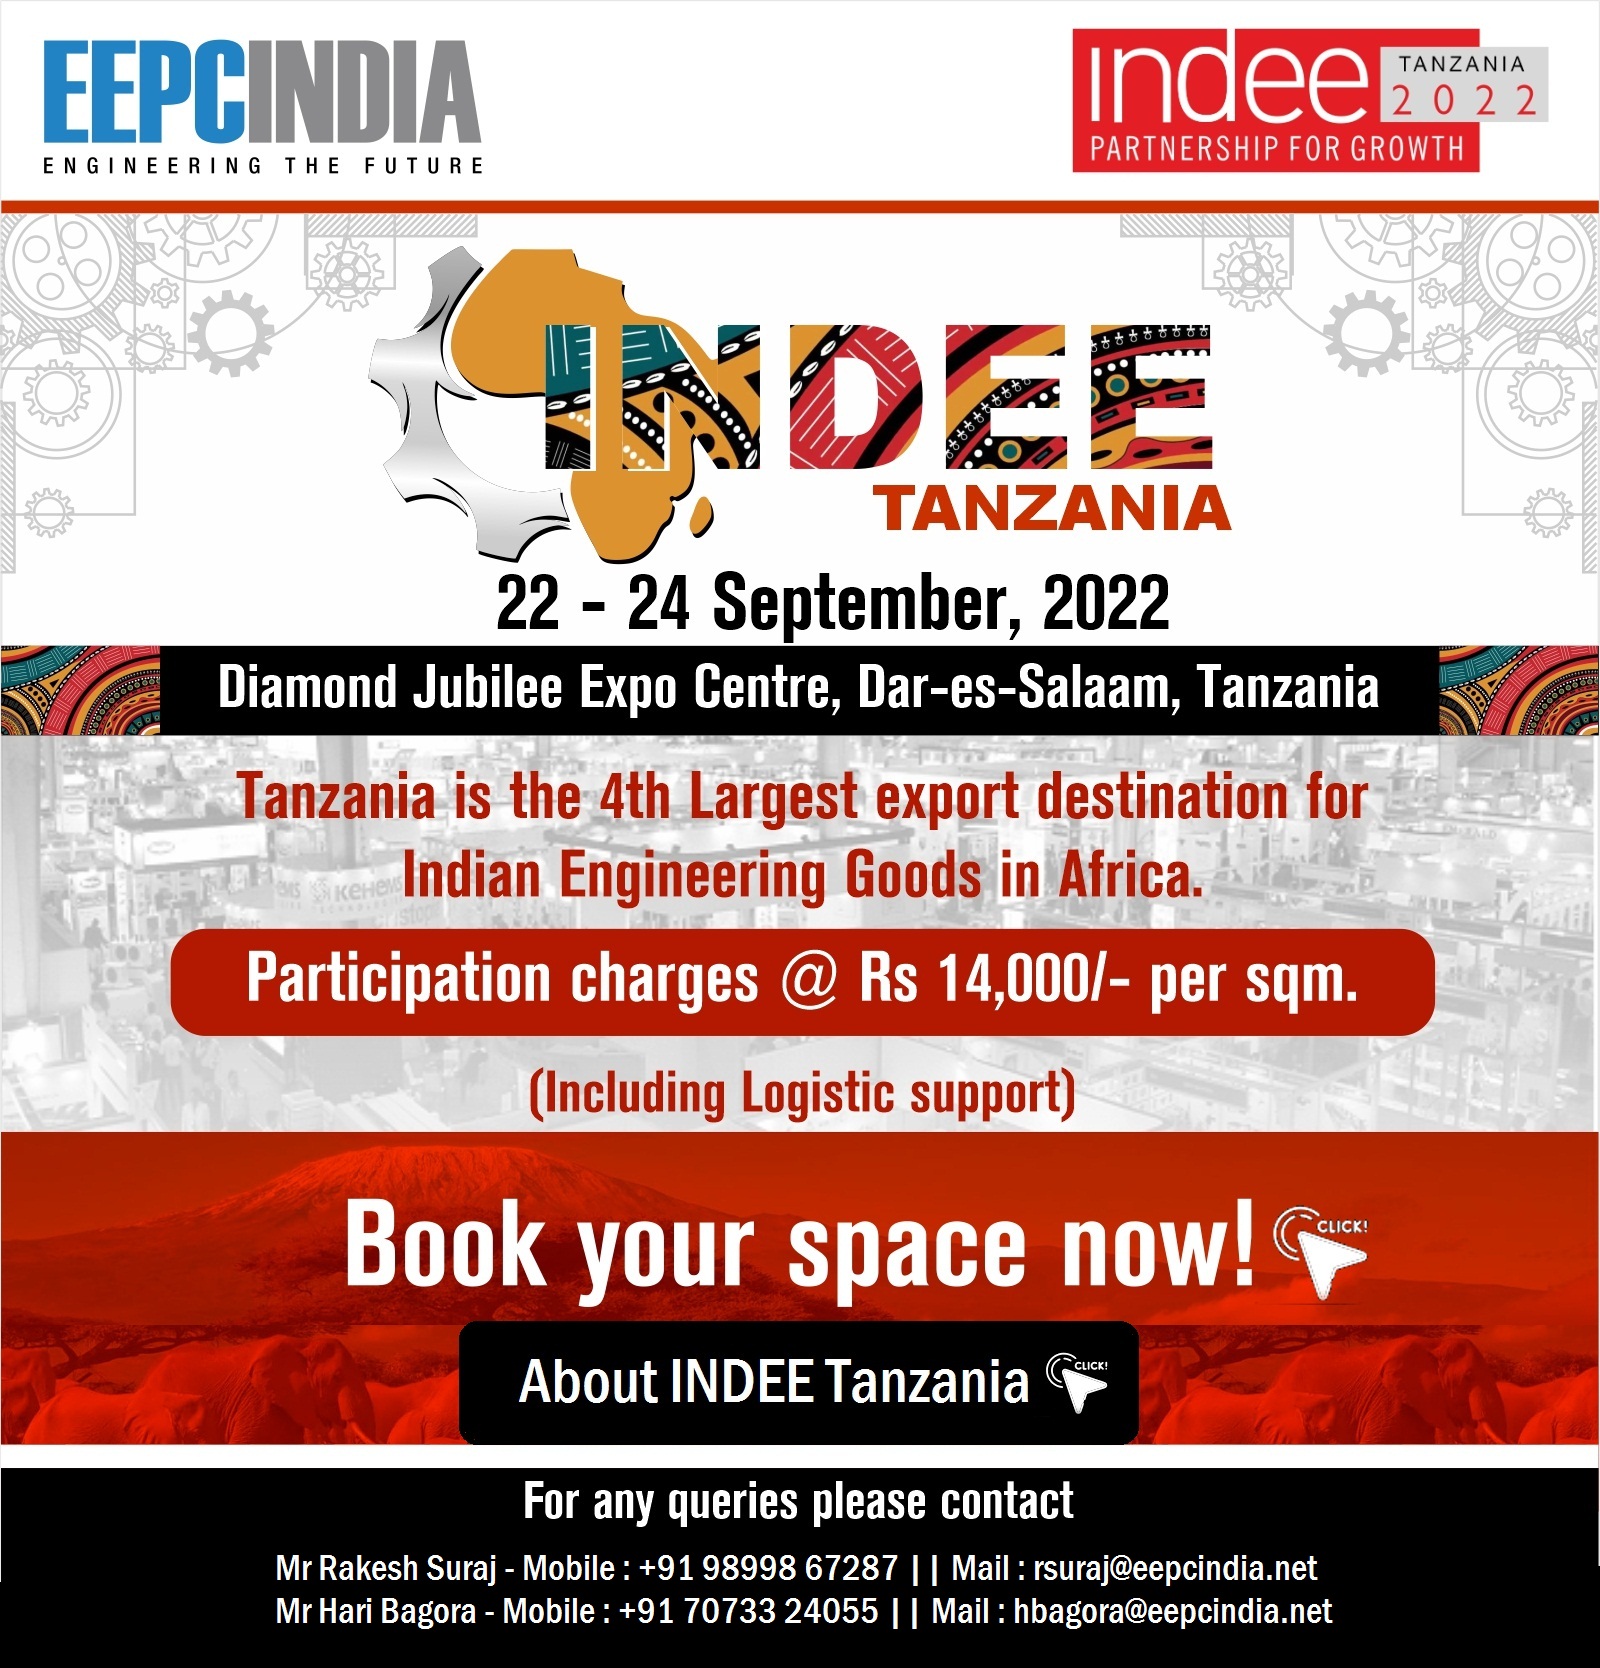 EEPCINDIA
ENGINEERING THE FUTURE
indee
TANZANIA
2022
PARTNERSHIP FOR GROWTH
INDEE
TANZANIA
22 - 24 September, 2022
Diamond Jubilee Expo Centre, Dar-es-Salaam, Tanzania
Tanzania is the 4th Largest export destination for
Indian Engineering Goods in Africa.
Participation charges @ Rs 14,000/- per sqm.
(Including Logistic support)
Book your space now!
CLICK!
About INDEE Tanzania
CLICK!
For any queries please contact
Mr Rakesh Suraj - Mobile : +91 98998 67287 || Mail : rsuraj@eepcindia.net
Mr Hari Bagora - Mobile : +91 70733 24055 || Mail : hbagora@eepcindia.net